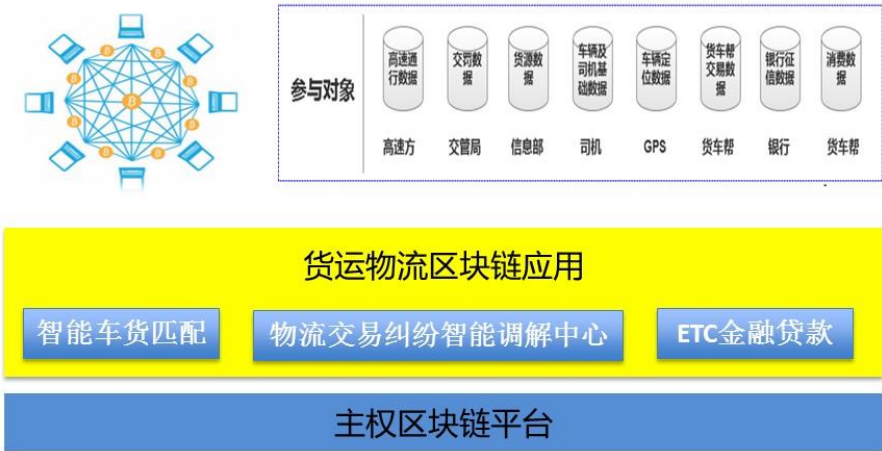 参与对象
高速通
行数据
交罚数
据
货源数
据
车辆及
司机基
础数据
车辆定
位数据
货车帮
交易数
据
银行征
信数据
消费数
据
高速方 交管局 信息部 司机 GPS 货车帮 银行 货车帮
货运物流区块链应用
智能车货匹配 物流交易纠纷智能调解中心 ETC金融贷款
主权区块链平台